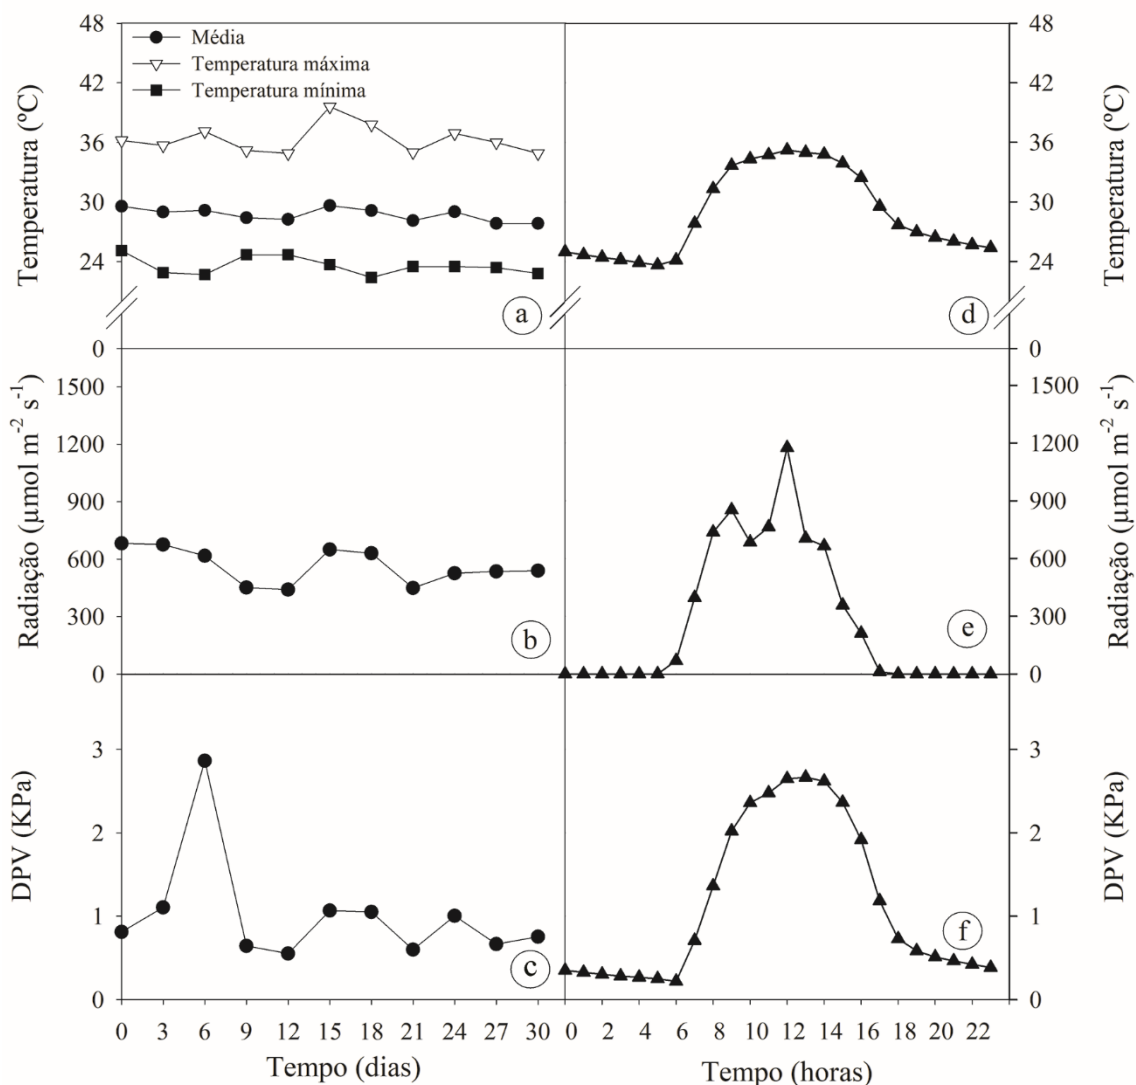 Média
Temperatura máxima
Temperatura mínima
Temperatura (ºC)
48
42
36
30
24
0
a
d
48
42
36
30
24
0
Temperatura (ºC)
Radiação (µmol m⁻² s⁻¹)
1500
1200
900
600
300
0
b
e
1500
1200
900
600
300
0
Radiação (µmol m⁻² s⁻¹)
DPV (KPa)
3
2
1
0
c
f
3
2
1
0
DPV (KPa)
0 3 6 9 12 15 18 21 24 27 30
Tempo (dias)
0 2 4 6 8 10 12 14 16 18 20 22
Tempo (horas)